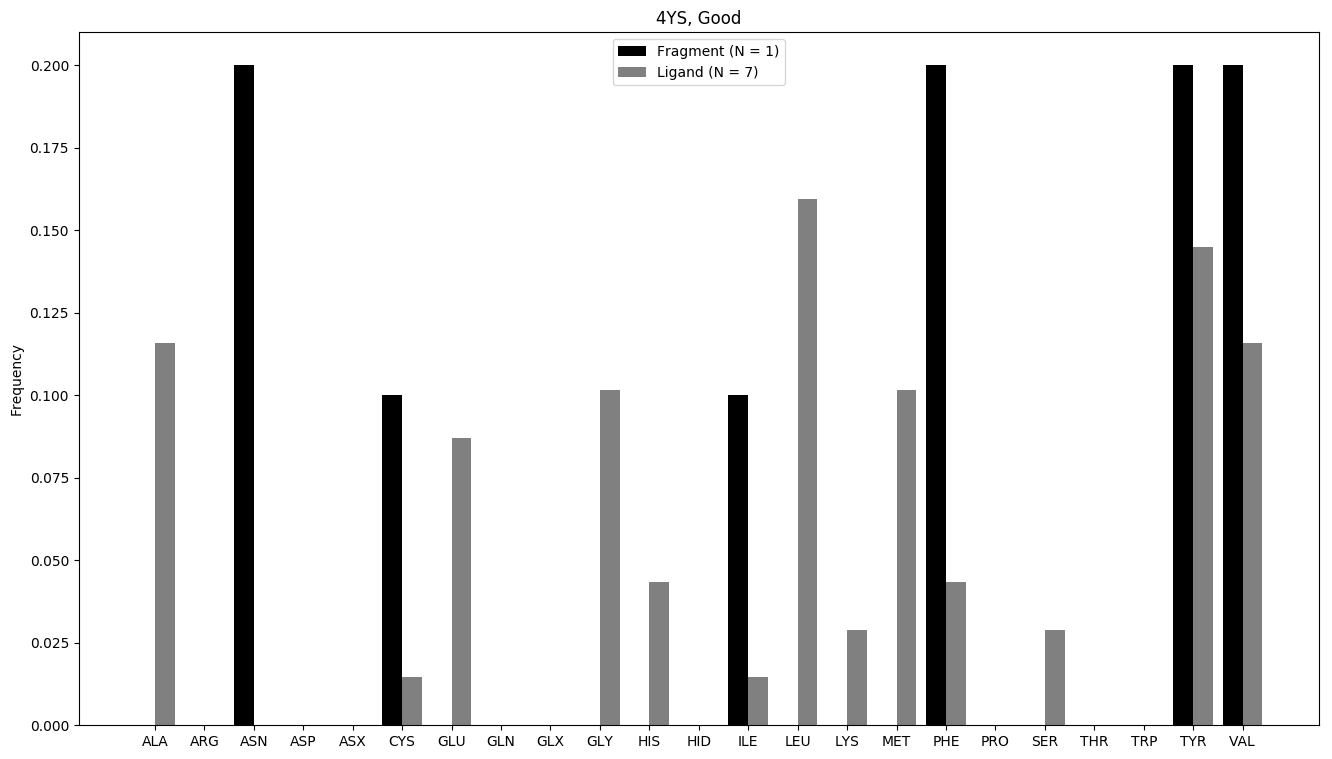 4YS, Good
Fragment (N = 1)
Ligand (N = 7)
Frequency
0.200
0.175
0.150
0.125
0.100
0.075
0.050
0.025
0.000
ALA ARG ASN ASP ASX CYS GLU GLN GLX GLY HIS HID ILE LEU LYS MET PHE PRO SER THR TRP TYR VAL